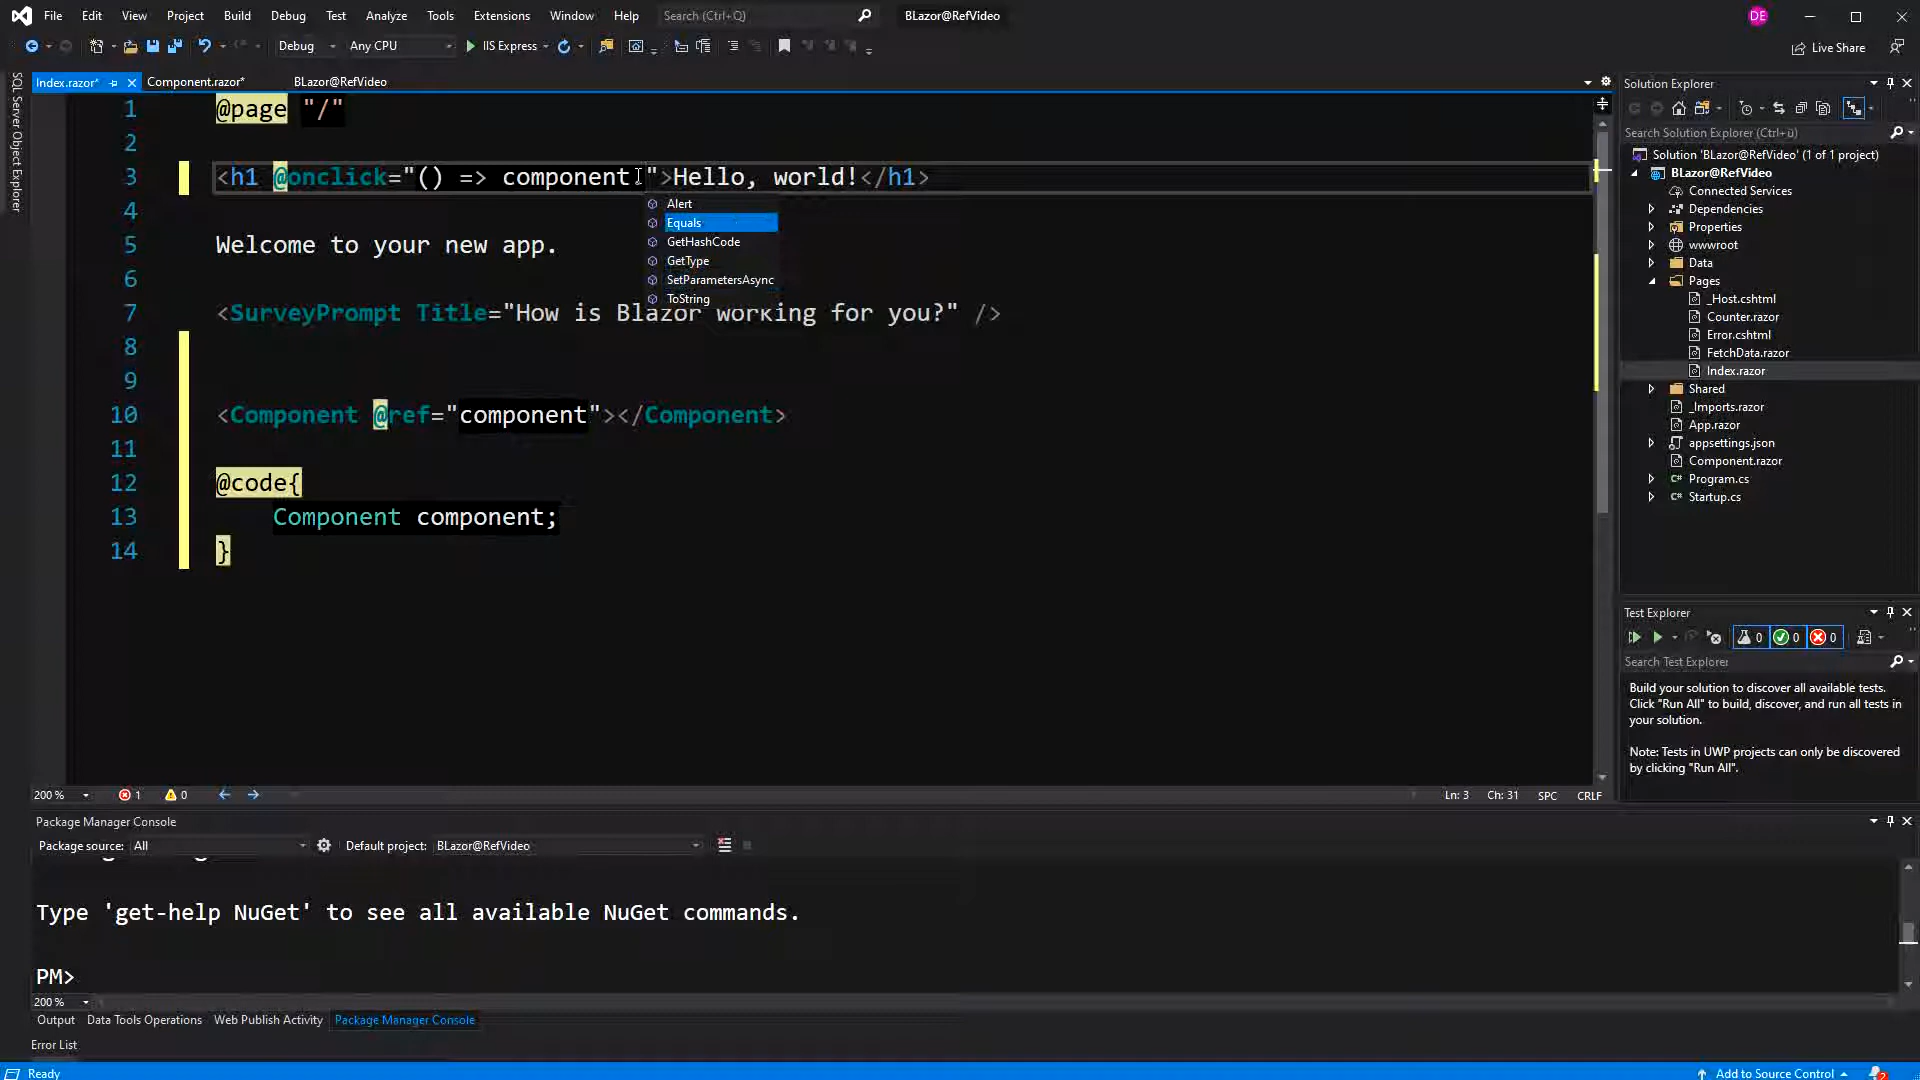 File Edit View Project Build Debug Test Analyze Tools Extensions Window Help Search (Ctrl+Q) BLazor@RefVideo DE
Debug Any CPU IIS Express Live Share
SQL Server Object Explorer
Index.razor* Component.razor* BLazor@RefVideo
1 @page "/"
2
3 <h1 @onclick="() => component.">Hello, world!</h1>
4
Alert
Equals
GetHashCode
GetType
SetParametersAsync
ToString
5 Welcome to your new app.
6
7 <SurveyPrompt Title="How is Blazor working for you?" />
8
9
10 <Component @ref="component"></Component>
11
12 @code{
13 Component component;
14 }
200 % 1 0 Ln: 3 Ch: 31 SPC CRLF
Solution Explorer
Search Solution Explorer (Ctrl+ü)
Solution 'BLazor@RefVideo' (1 of 1 project)
BLazor@RefVideo
Connected Services
Dependencies
Properties
wwwroot
Data
Pages
_Host.cshtml
Counter.razor
Error.cshtml
FetchData.razor
Index.razor
Shared
_Imports.razor
App.razor
appsettings.json
Component.razor
Program.cs
Startup.cs
Test Explorer
0 0 0
Search Test Explorer
Build your solution to discover all available tests.
Click "Run All" to build, discover, and run all tests in
your solution.
Note: Tests in UWP projects can only be discovered
by clicking "Run All".
Package Manager Console
Package source: All Default project: BLazor@RefVideo
Type 'get-help NuGet' to see all available NuGet commands.
PM>
200 %
Output Data Tools Operations Web Publish Activity Package Manager Console
Error List
Ready Add to Source Control 2